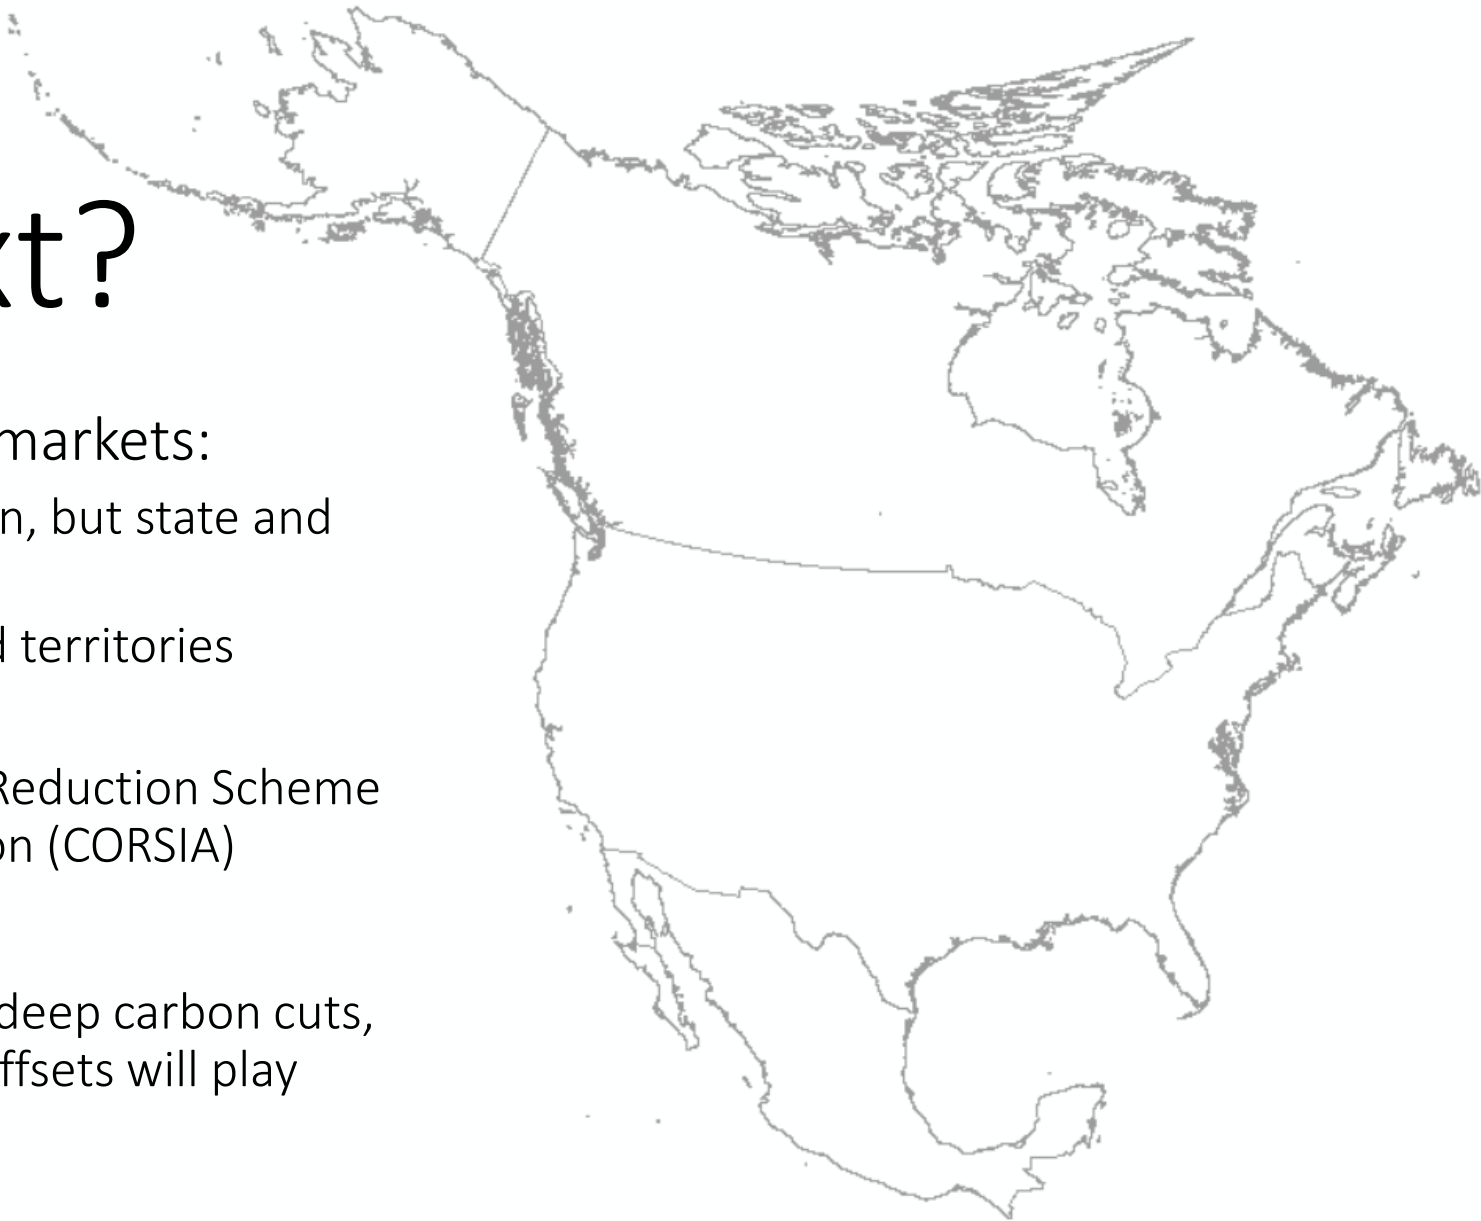 xt?
markets:
n, but state and
d territories
Reduction Scheme
on (CORSIA)
deep carbon cuts,
ffsets will play